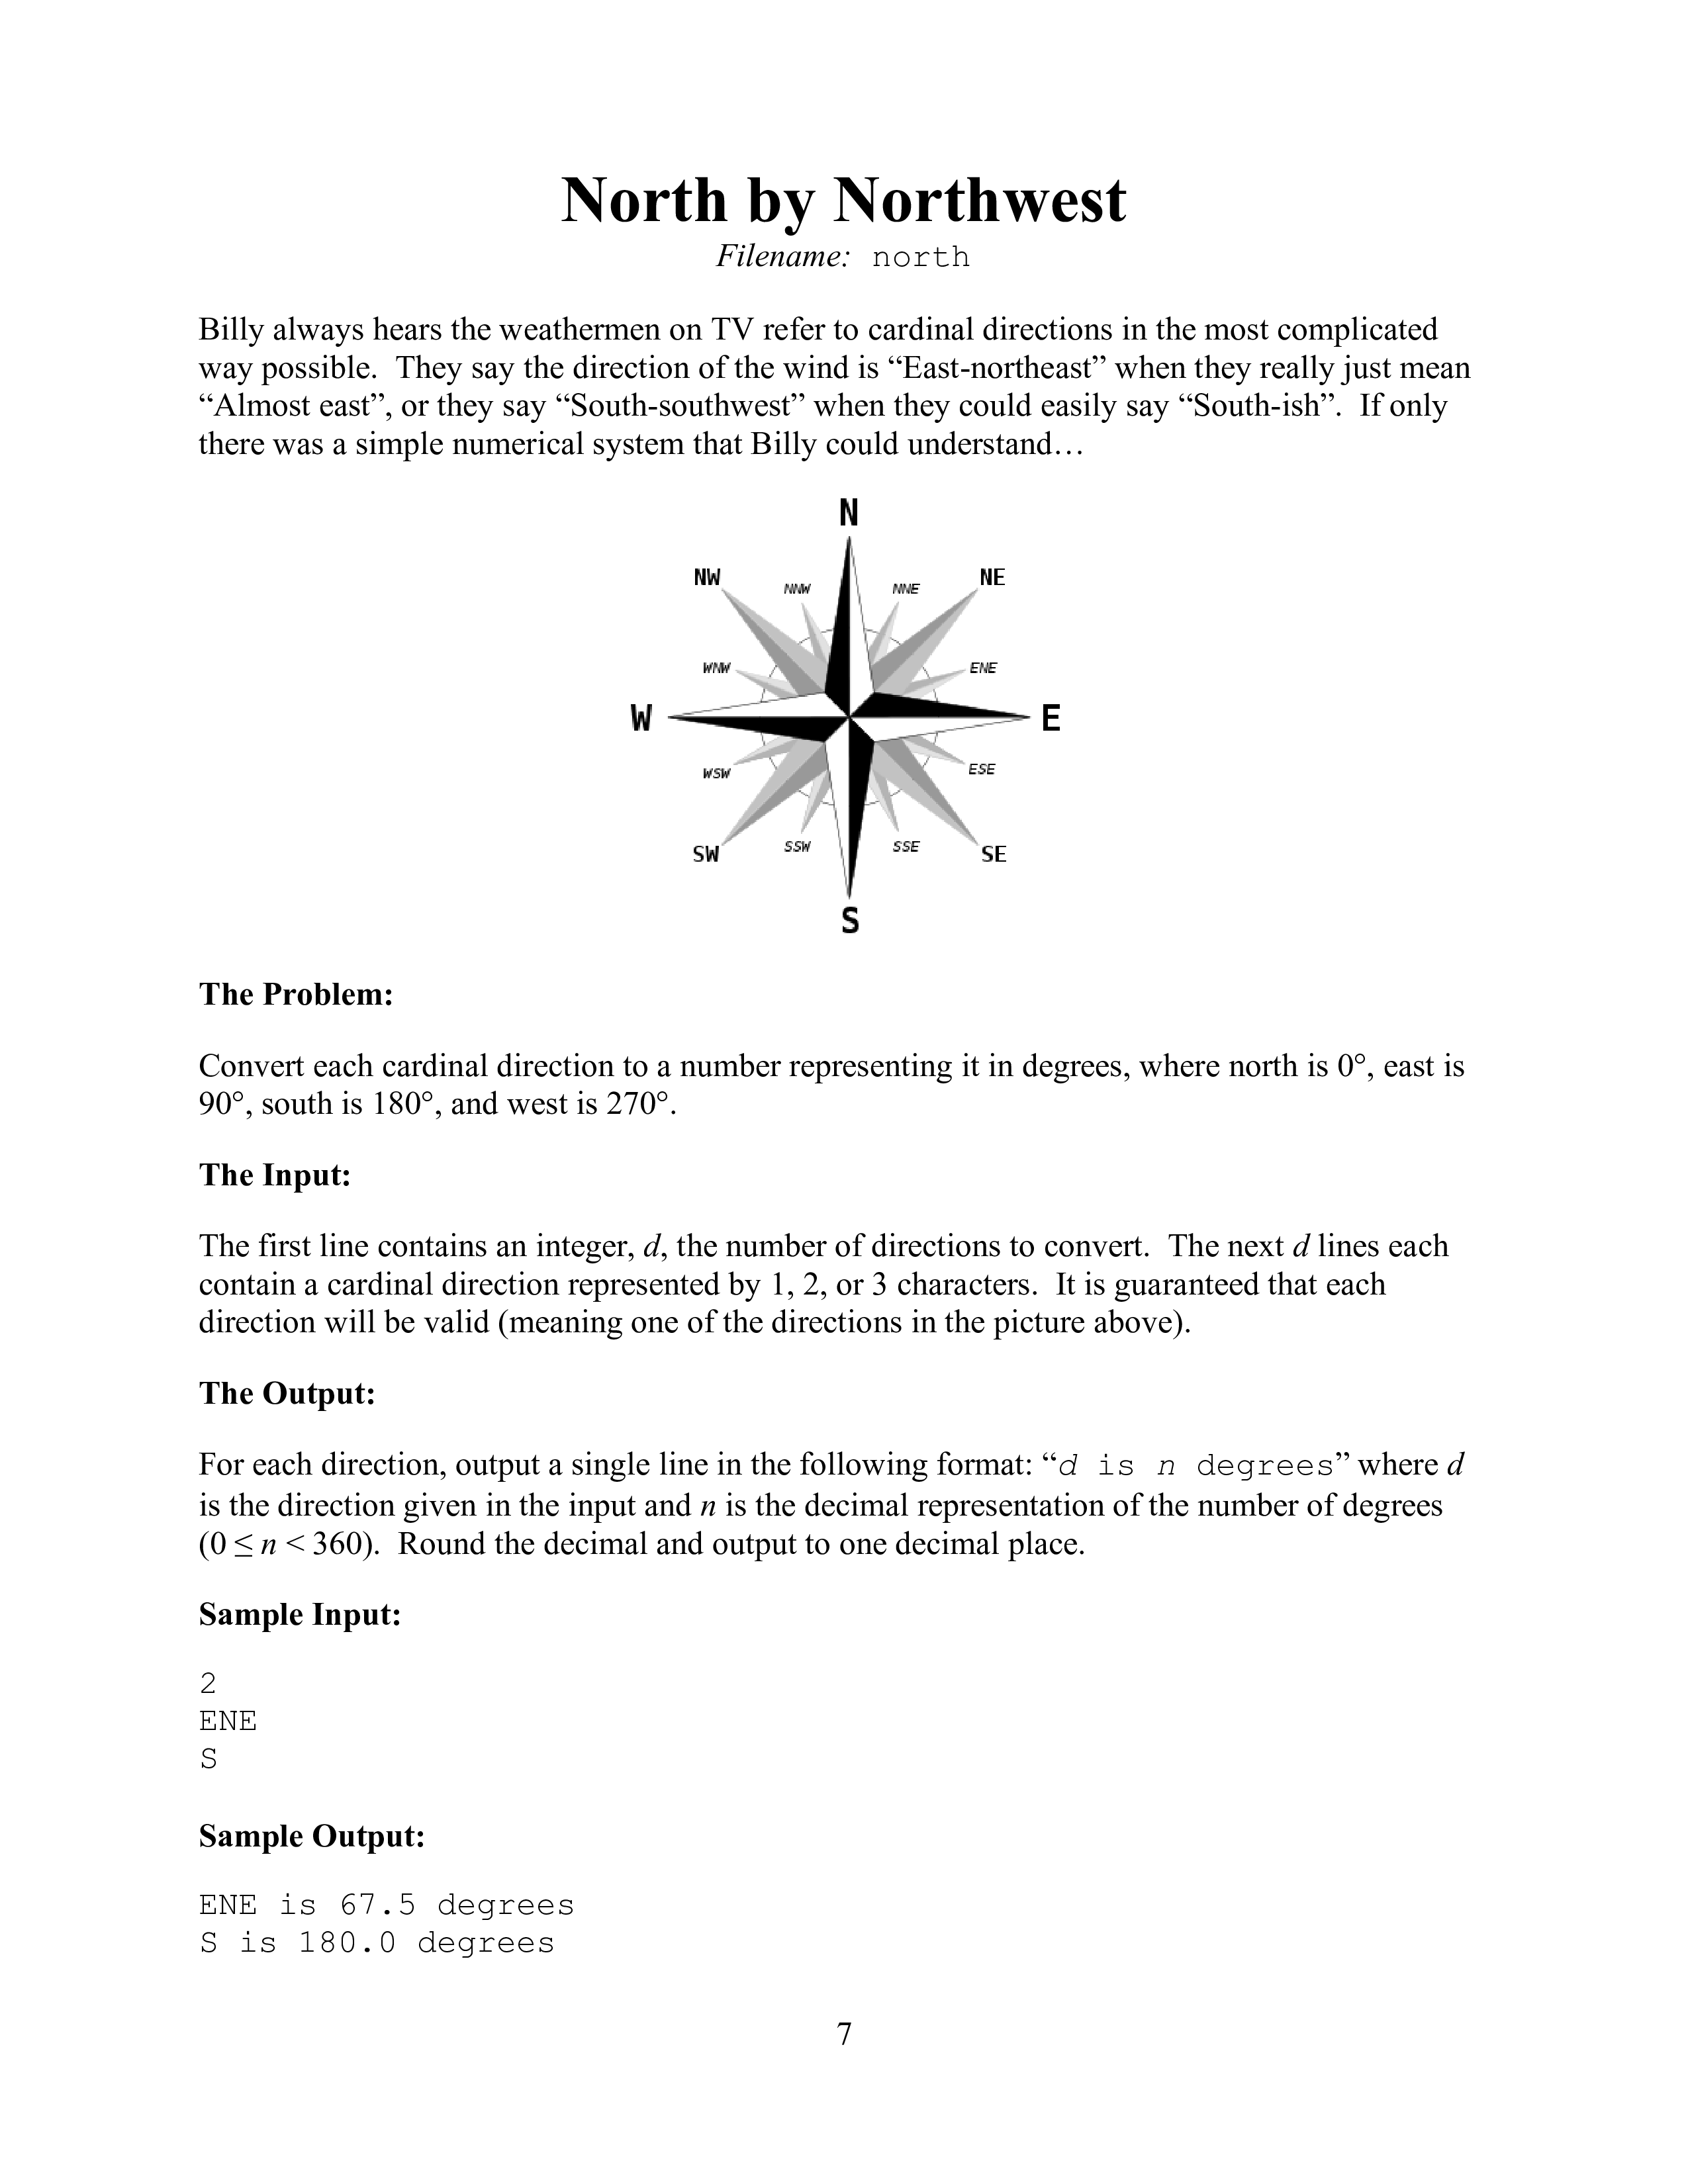 North by Northwest
Filename: north
Billy always hears the weathermen on TV refer to cardinal directions in the most complicated
way possible.  They say the direction of the wind is “East-northeast” when they really just mean
“Almost east”, or they say “South-southwest” when they could easily say “South-ish”.  If only
there was a simple numerical system that Billy could understand…
N
NW
NNW
NNE
NE
WNW
ENE
W
E
WSW
ESE
SW
SSW
SSE
SE
S
The Problem:
Convert each cardinal direction to a number representing it in degrees, where north is 0°, east is
90°, south is 180°, and west is 270°.
The Input:
The first line contains an integer, d, the number of directions to convert.  The next d lines each
contain a cardinal direction represented by 1, 2, or 3 characters.  It is guaranteed that each
direction will be valid (meaning one of the directions in the picture above).
The Output:
For each direction, output a single line in the following format: “d is n degrees” where d
is the direction given in the input and n is the decimal representation of the number of degrees
(0 ≤ n < 360).  Round the decimal and output to one decimal place.
Sample Input:
2
ENE
S
Sample Output:
ENE is 67.5 degrees
S is 180.0 degrees
7